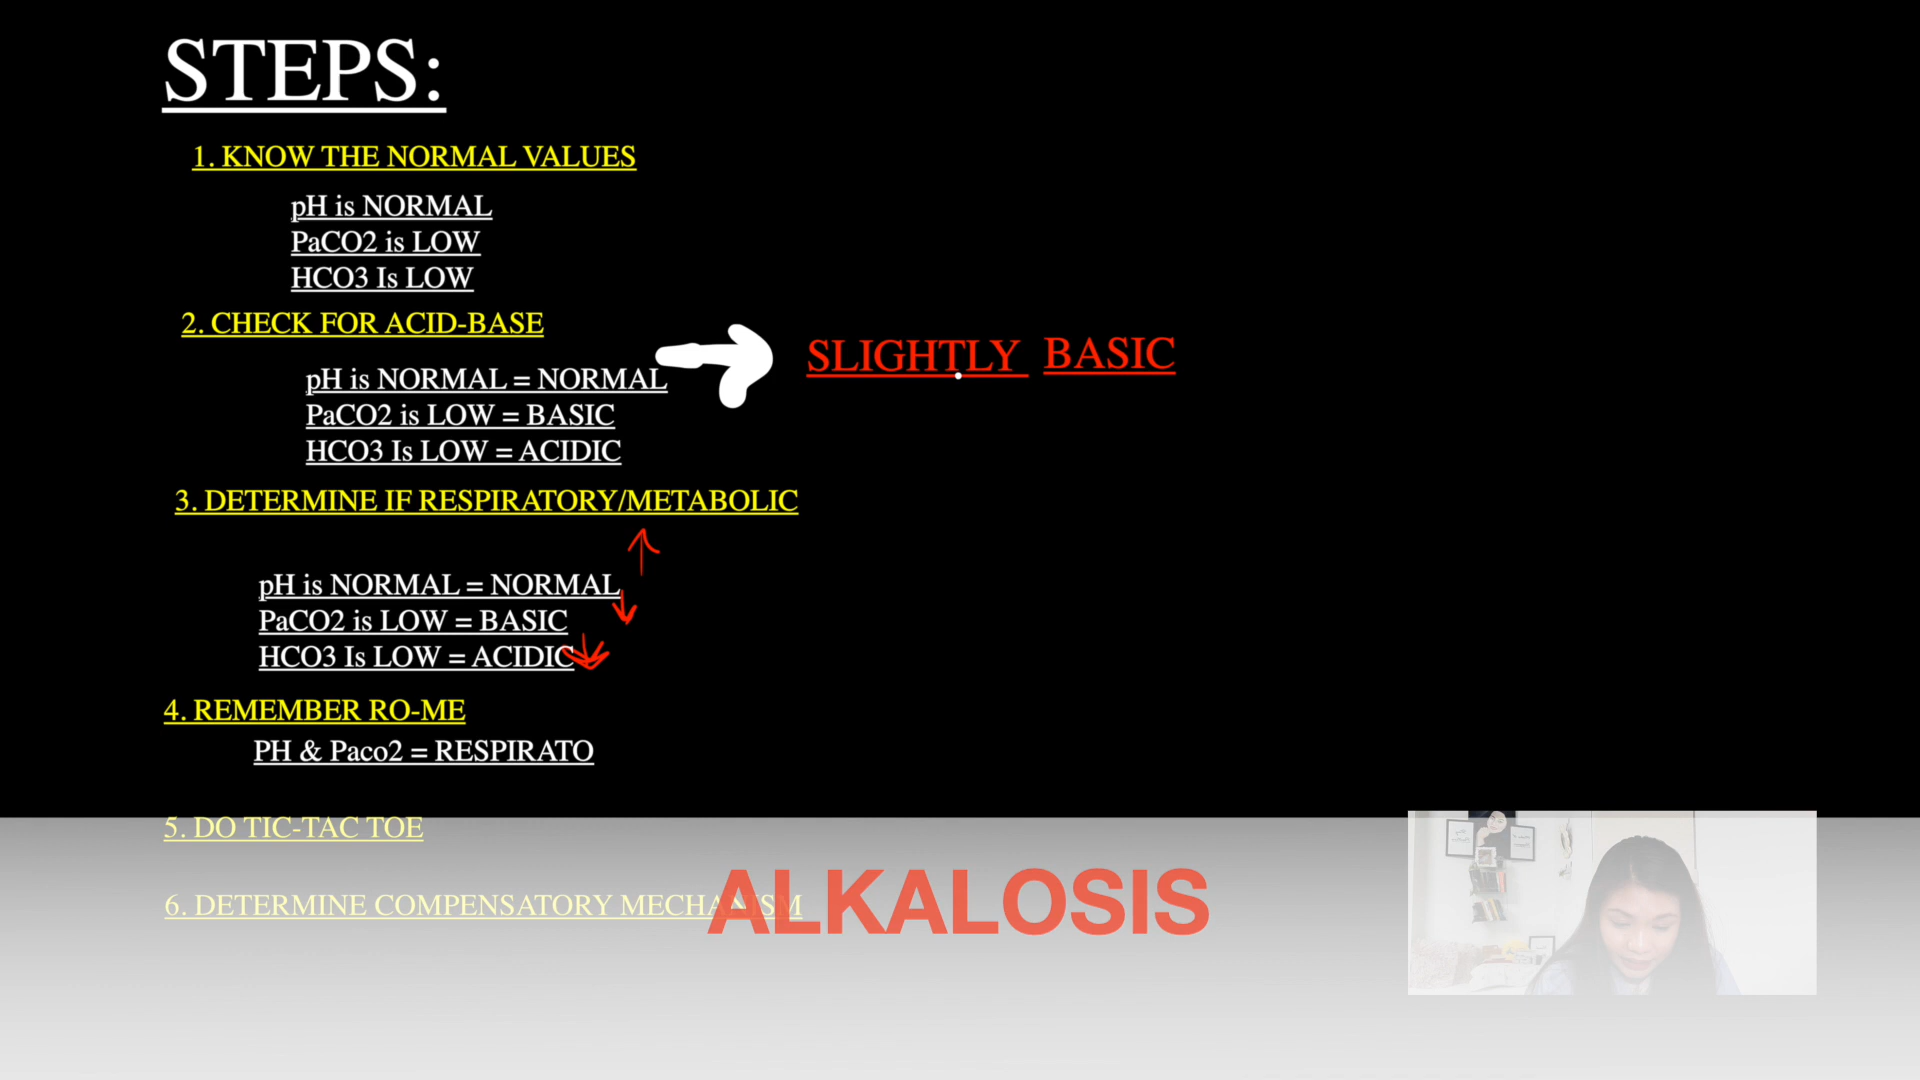 STEPS:
1. KNOW THE NORMAL VALUES
pH is NORMAL
PaCO2 is LOW
HCO3 Is LOW
2. CHECK FOR ACID-BASE
SLIGHTLY BASIC
pH is NORMAL = NORMAL
PaCO2 is LOW = BASIC
HCO3 Is LOW = ACIDIC
3. DETERMINE IF RESPIRATORY/METABOLIC
pH is NORMAL = NORMAL
PaCO2 is LOW = BASIC
HCO3 Is LOW = ACIDIC
4. REMEMBER RO-ME
PH & Paco2 = RESPIRATO
5. DO TIC-TAC TOE
6. DETERMINE COMPENSATORY MECHANISM
ALKALOSIS